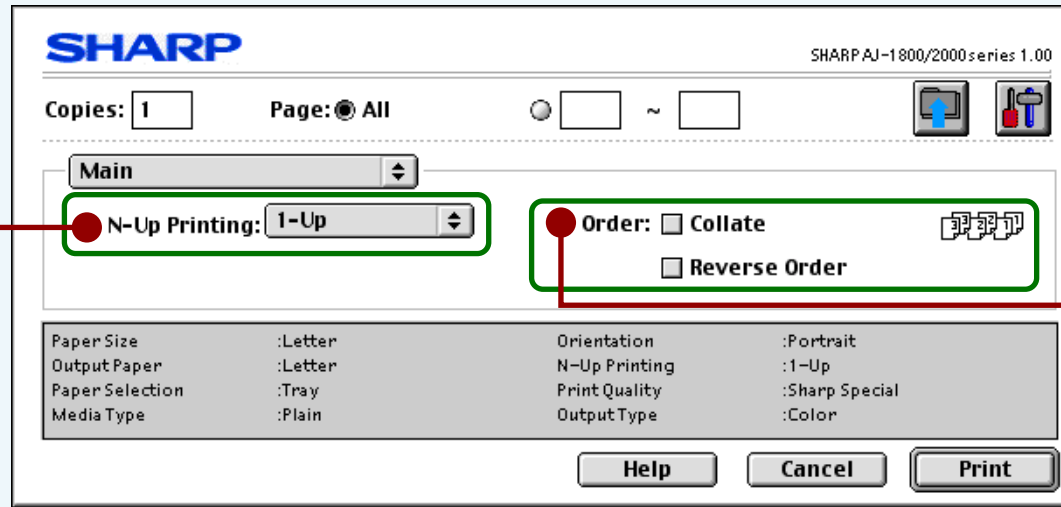 SHARP
SHARP AJ-1800/2000 series 1.00
Copies: 1 Page: All ~
Main
N-Up Printing: 1-Up Order: Collate
Reverse Order
Paper Size :Letter Orientation :Portrait
Output Paper :Letter N-Up Printing :1-Up
Paper Selection :Tray Print Quality :Sharp Special
Media Type :Plain Output Type :Color
Help Cancel Print